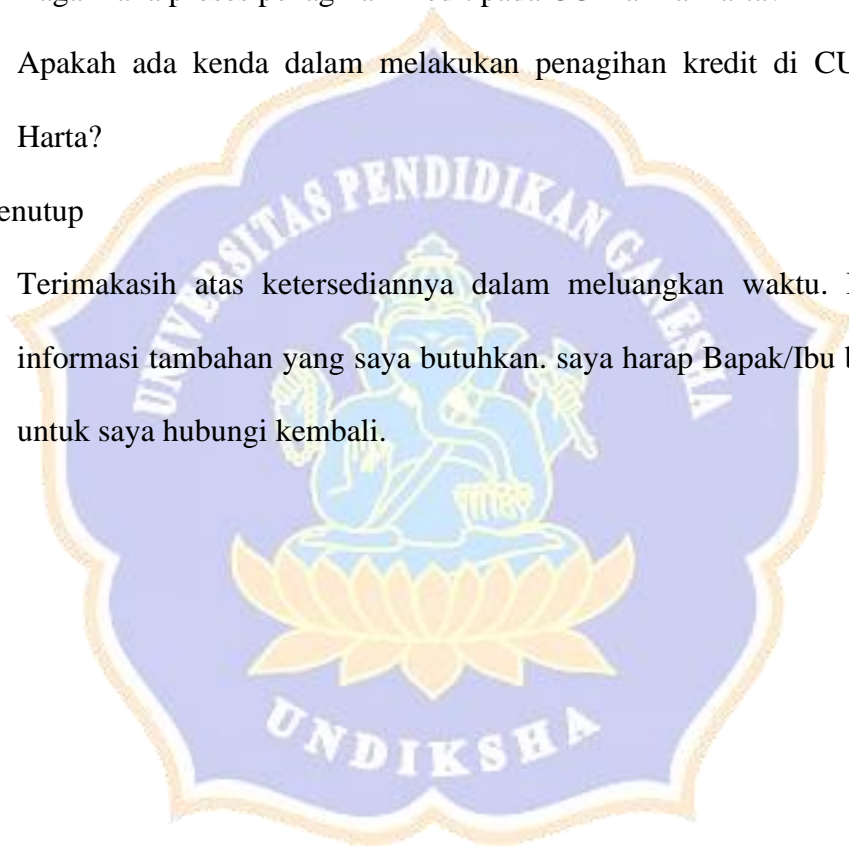 Apakah ada kenda dalam melakukan penagihan kredit di CU
Harta?
enutup
Terimakasih atas ketersediannya dalam meluangkan waktu.
informasi tambahan yang saya butuhkan. saya harap Bapak/Ibu
untuk saya hubungi kembali.
UNIVERSITAS PENDIDIKAN GANESHA
UNDIKSHA